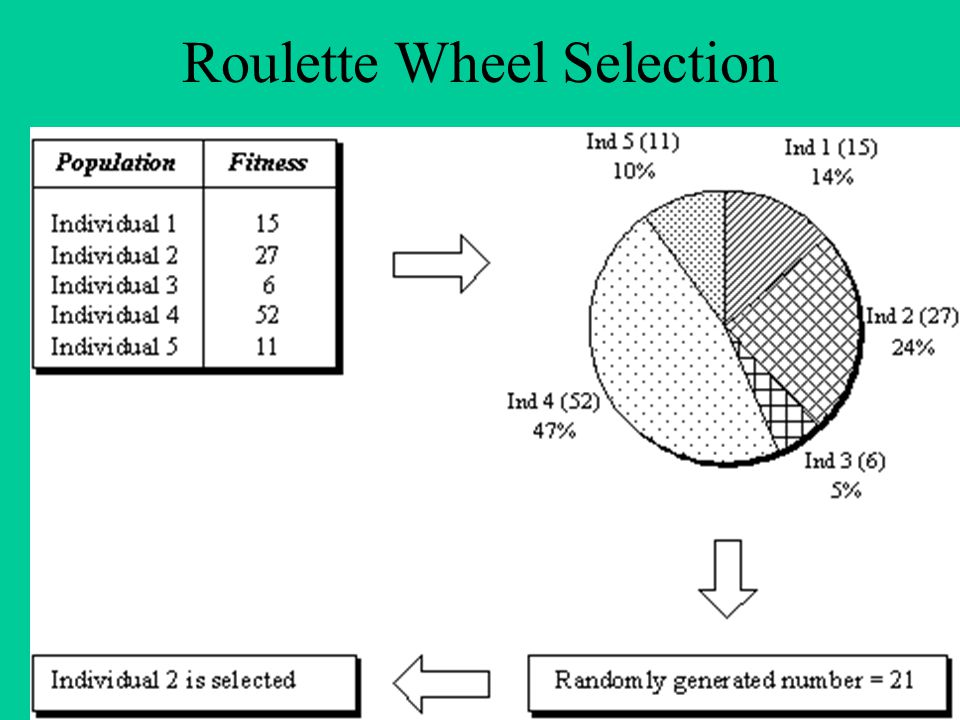 Roulette Wheel Selection
Population Fitness
Individual 1 15
Individual 2 27
Individual 3 6
Individual 4 52
Individual 5 11
Ind 5 (11)
10%
Ind 1 (15)
14%
Ind 2 (27)
24%
Ind 4 (52)
47%
Ind 3 (6)
5%
Individual 2 is selected
Randomly generated number = 21